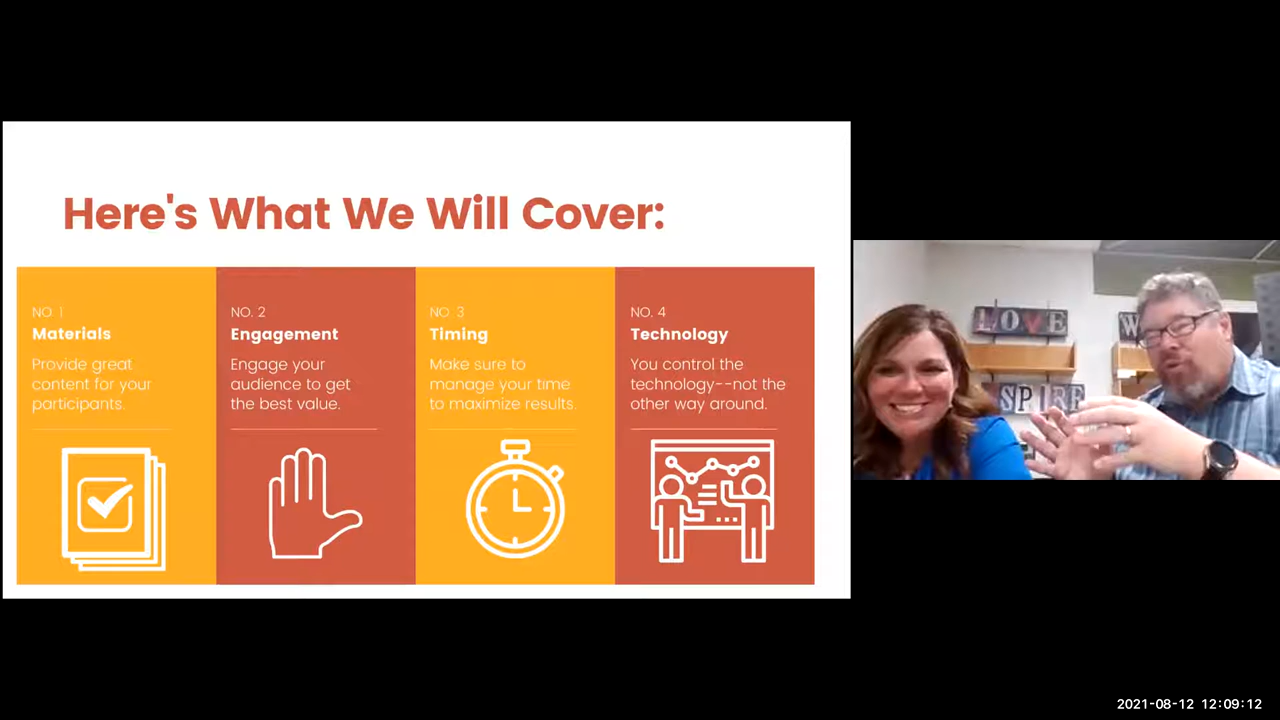 Here's What We Will Cover:
NO. 1
Materials
Provide great
content for your
participants.
NO. 2
Engagement
Engage your
audience to get
the best value.
NO. 3
Timing
Make sure to
manage your time
to maximize results.
NO. 4
Technology
You control the
technology--not the
other way around.
LOVE
W
SPIRE
2021-08-12 12:09:12